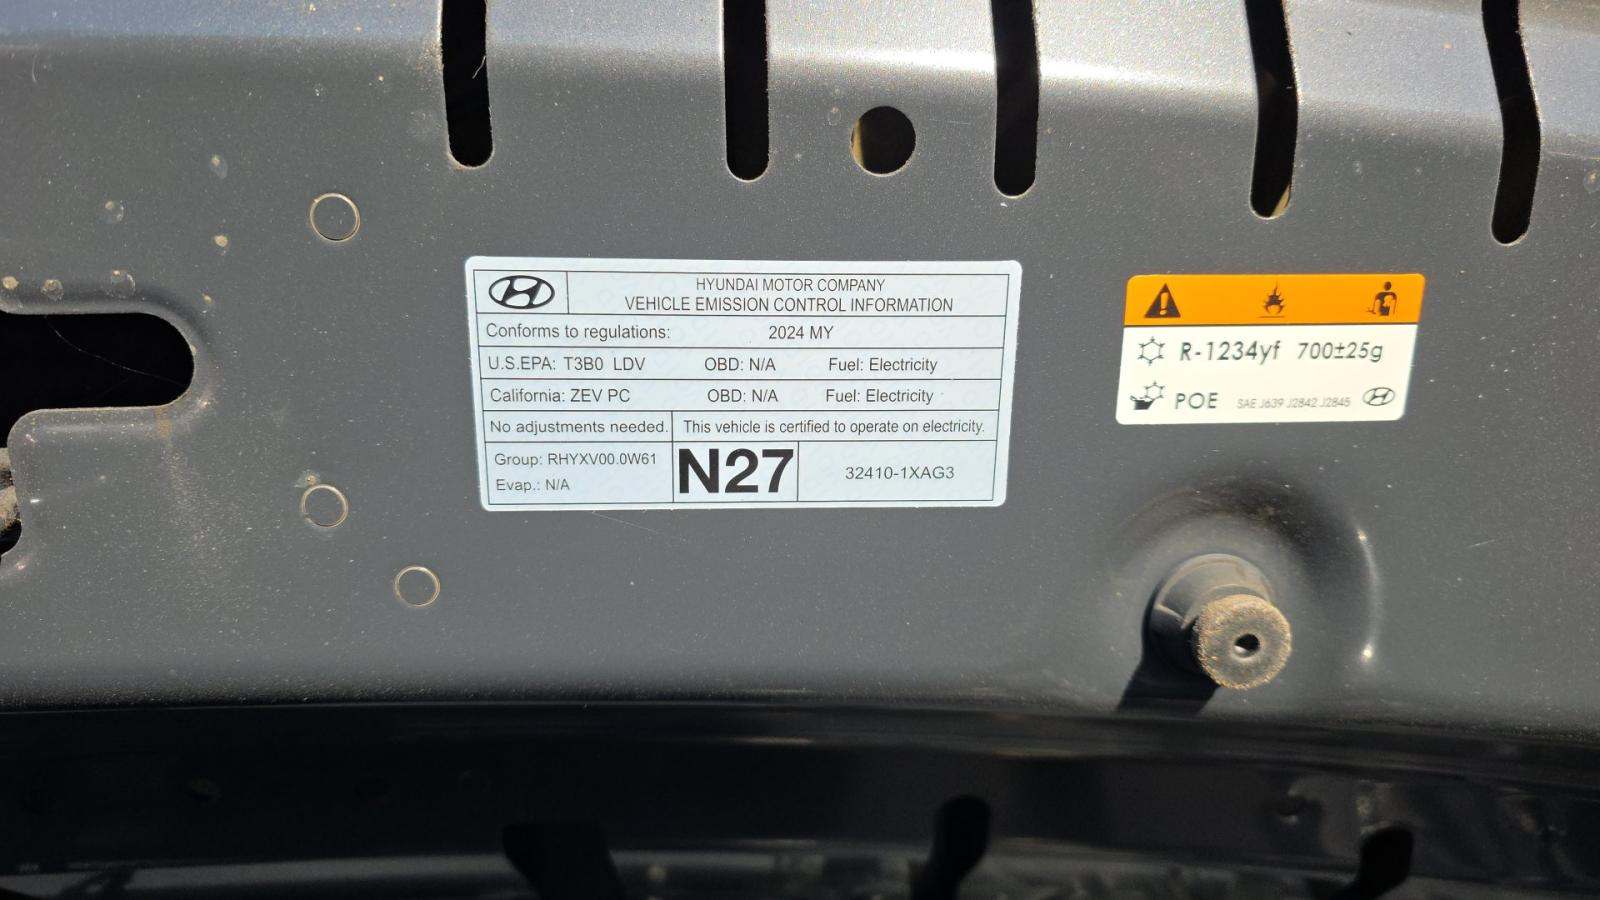 HYUNDAI MOTOR COMPANY
VEHICLE EMISSION CONTROL INFORMATION
Conforms to regulations: 2024 MY
U.S.EPA: T3B0 LDV OBD: N/A Fuel: Electricity
California: ZEV PC OBD: N/A Fuel: Electricity
No adjustments needed. This vehicle is certified to operate on electricity.
Group: RHYXV00.0W61
Evap.: N/A
N27
32410-1XAG3
R-1234yf 700±25g
POE SAE J639 J2842 J2845